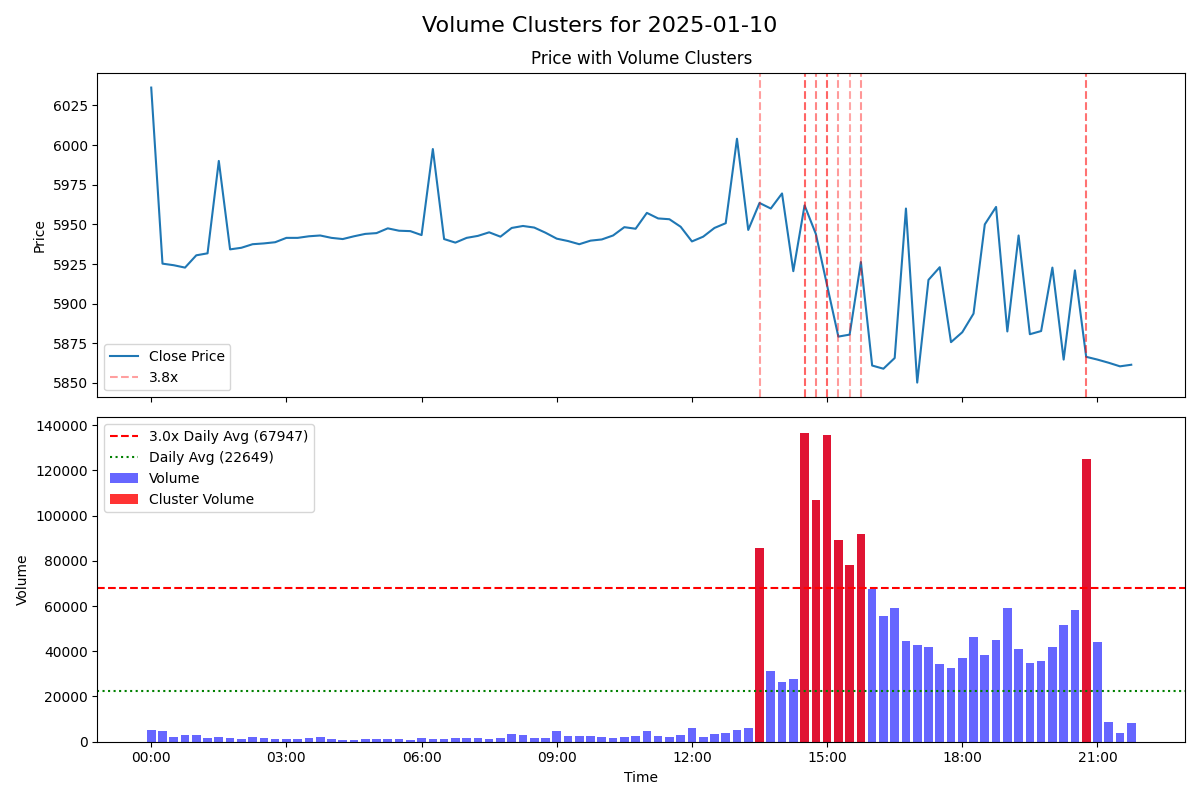 Volume Clusters for 2025-01-10
Price with Volume Clusters
Price
6025
6000
5975
5950
5925
5900
5875
5850
Close Price
3.8x
Volume
140000
120000
100000
80000
60000
40000
20000
0
3.0x Daily Avg (67947)
Daily Avg (22649)
Volume
Cluster Volume
00:00 03:00 06:00 09:00 12:00 15:00 18:00 21:00
Time